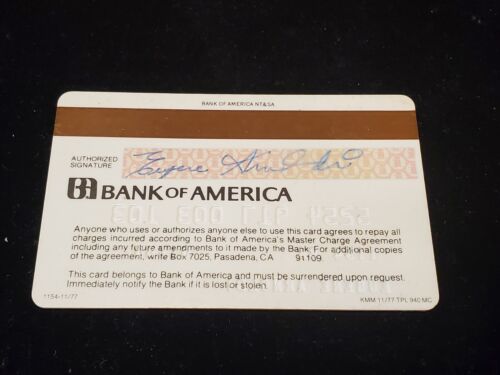 BANK OF AMERICA NT&SA
AUTHORIZED
SIGNATURE
Eugene
BANK OF AMERICA
Anyone who uses or authorizes anyone else to use this card agrees to repay all
charges incurred according to Bank of America's Master Charge Agreement
including any future amendments to it made by the Bank. For additional copies
of the agreement, write Box 7025, Pasadena, CA 91109.
This card belongs to Bank of America and must be surrendered upon request.
Immediately notify the Bank if it is lost or stolen.
1154-11/77
KMM 11/77 TPL 940 MC